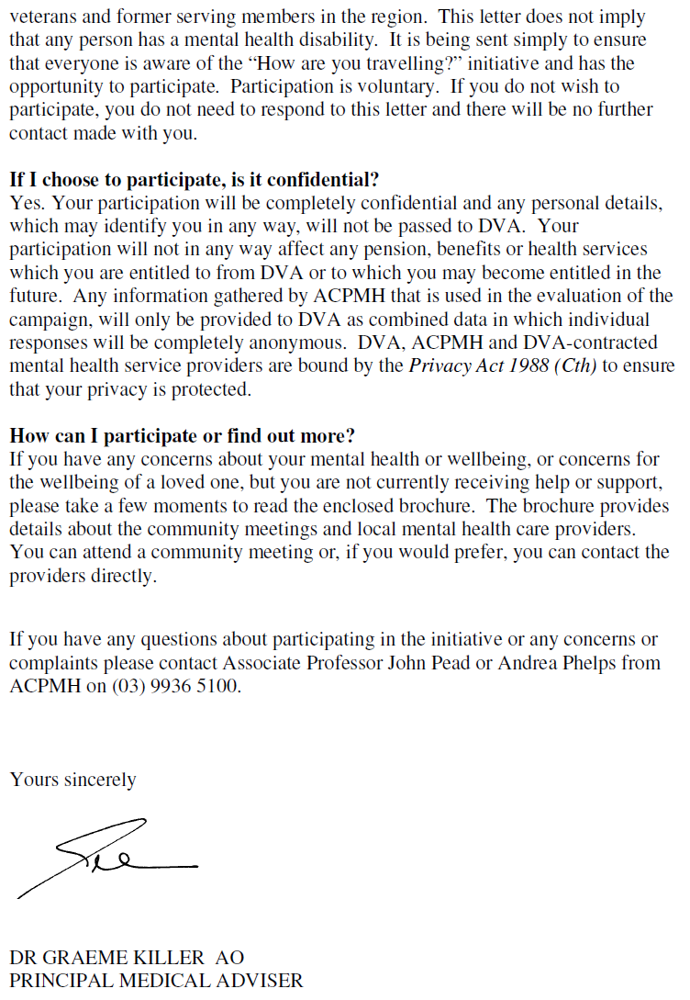 veterans and former serving members in the region.  This letter does not imply
that any person has a mental health disability.  It is being sent simply to ensure
that everyone is aware of the “How are you travelling?” initiative and has the
opportunity to participate.  Participation is voluntary.  If you do not wish to
participate, you do not need to respond to this letter and there will be no further
contact made with you.
If I choose to participate, is it confidential?
Yes. Your participation will be completely confidential and any personal details,
which may identify you in any way, will not be passed to DVA.  Your
participation will not in any way affect any pension, benefits or health services
which you are entitled to from DVA or to which you may become entitled in the
future.  Any information gathered by ACPMH that is used in the evaluation of the
campaign, will only be provided to DVA as combined data in which individual
responses will be completely anonymous.  DVA, ACPMH and DVA-contracted
mental health service providers are bound by the Privacy Act 1988 (Cth) to ensure
that your privacy is protected.
How can I participate or find out more?
If you have any concerns about your mental health or wellbeing, or concerns for
the wellbeing of a loved one, but you are not currently receiving help or support,
please take a few moments to read the enclosed brochure.  The brochure provides
details about the community meetings and local mental health care providers.
You can attend a community meeting or, if you would prefer, you can contact the
providers directly.
If you have any questions about participating in the initiative or any concerns or
complaints please contact Associate Professor John Pead or Andrea Phelps from
ACPMH on (03) 9936 5100.
Yours sincerely
DR GRAEME KILLER  AO
PRINCIPAL MEDICAL ADVISER